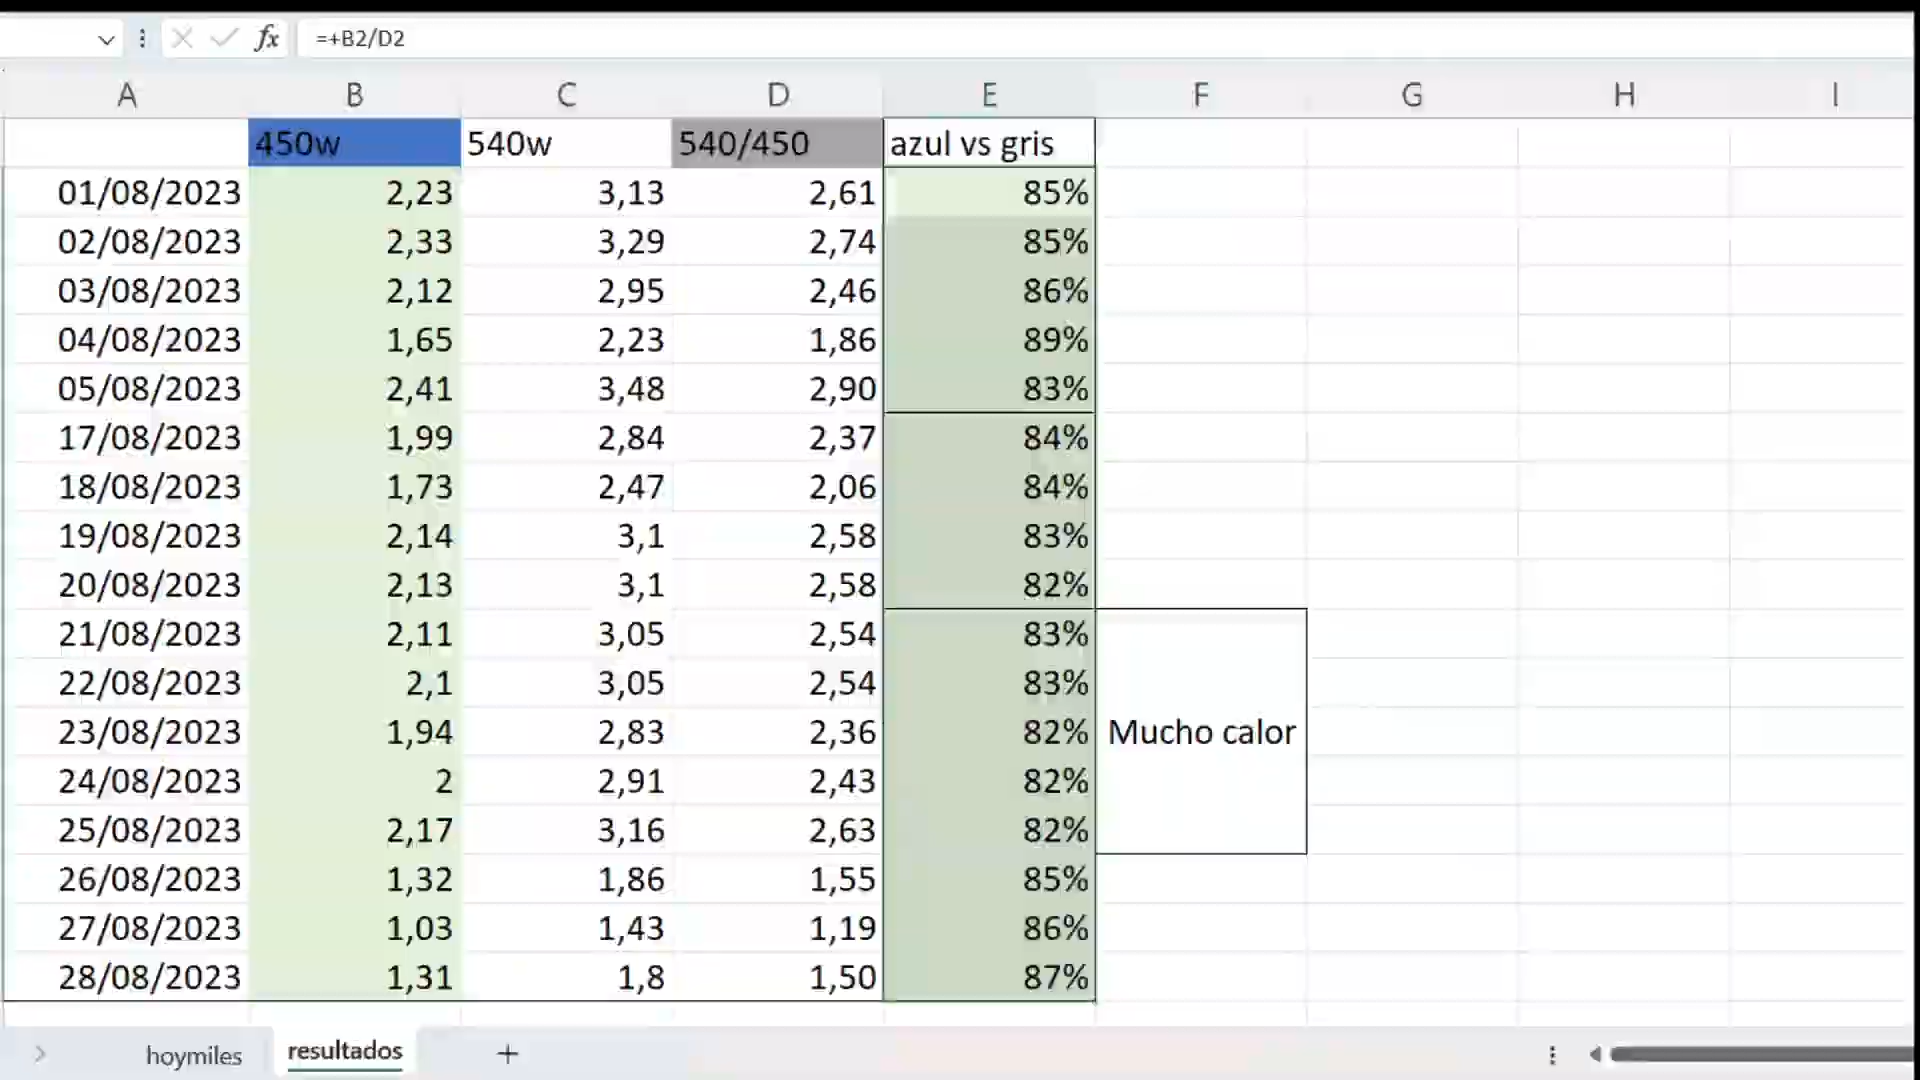 fx =+B2/D2
A B C D E F G H I
450w 540w 540/450 azul vs gris
01/08/2023 2,23 3,13 2,61 85%
02/08/2023 2,33 3,29 2,74 85%
03/08/2023 2,12 2,95 2,46 86%
04/08/2023 1,65 2,23 1,86 89%
05/08/2023 2,41 3,48 2,90 83%
17/08/2023 1,99 2,84 2,37 84%
18/08/2023 1,73 2,47 2,06 84%
19/08/2023 2,14 3,1 2,58 83%
20/08/2023 2,13 3,1 2,58 82%
21/08/2023 2,11 3,05 2,54 83%
22/08/2023 2,1 3,05 2,54 83%
23/08/2023 1,94 2,83 2,36 82% Mucho calor
24/08/2023 2 2,91 2,43 82%
25/08/2023 2,17 3,16 2,63 82%
26/08/2023 1,32 1,86 1,55 85%
27/08/2023 1,03 1,43 1,19 86%
28/08/2023 1,31 1,8 1,50 87%
hoymiles resultados +